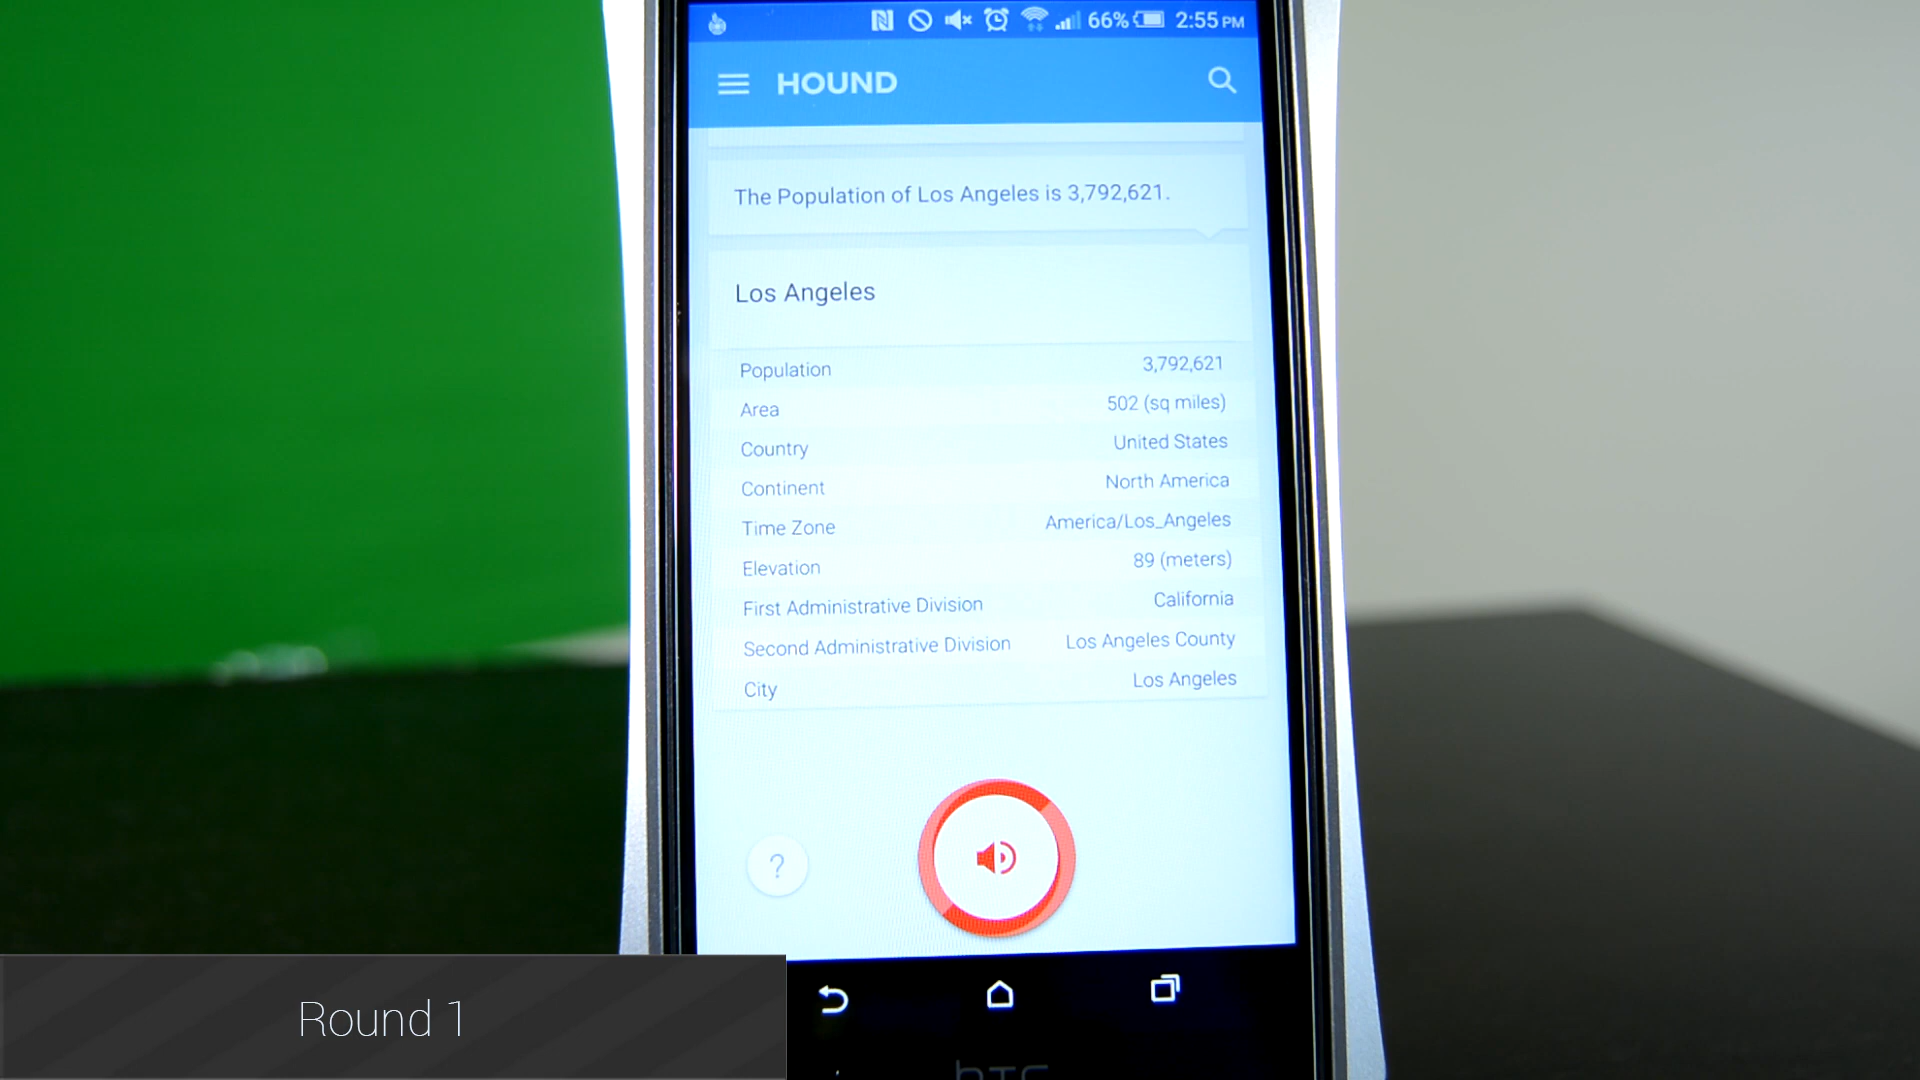 66% 2:55 PM
HOUND
The Population of Los Angeles is 3,792,621.
Los Angeles
Population 3,792,621
Area 502 (sq miles)
Country United States
Continent North America
Time Zone America/Los_Angeles
Elevation 89 (meters)
First Administrative Division California
Second Administrative Division Los Angeles County
City Los Angeles
?
Round 1
hTC